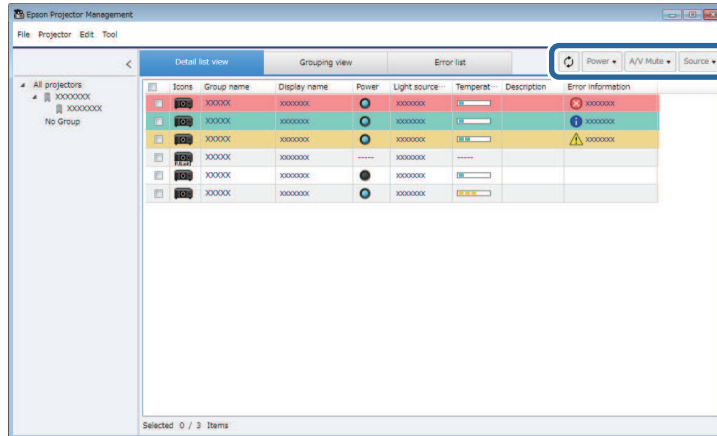 Epson Projector Management
File Projector Edit Tool
Detail list view Grouping view Error list Power A/V Mute Source
All projectors
XXXXXXX
XXXXXXX
No Group
Icons Group name Display name Power Light source... Temperat... Description Error information
XXXXX XXXXXXX XXXXXXX XXXXXXX
XXXXX XXXXXXX XXXXXXX XXXXXXX
XXXXX XXXXXXX XXXXXXX XXXXXXX
XXXXX XXXXXXX ----- XXXXXXX -----
XXXXX XXXXXXX XXXXXXX
XXXXX XXXXXXX XXXXXXX
Selected 0 / 3 Items